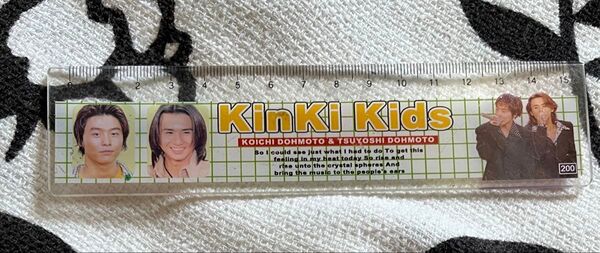 1 2 3 4 5 6 7 8 9 10 11 12 13 14 15
KinKi Kids
KOICHI DOHMOTO & TSUYOSHI DOHMOTO
So I could see just what I had to do To get this
feeling in my heat today So rise and
rise unto the crystal spheres And
bring the music to the people's ears
200